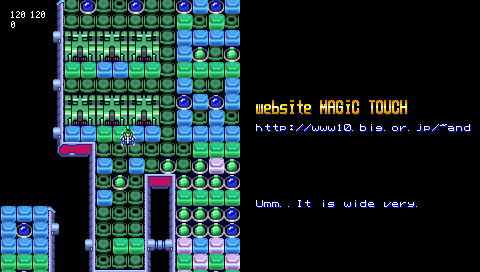 120 120
0
website MAGIC TOUCH
http://www10.big.or.jp/~and
Umm..It is wide very.